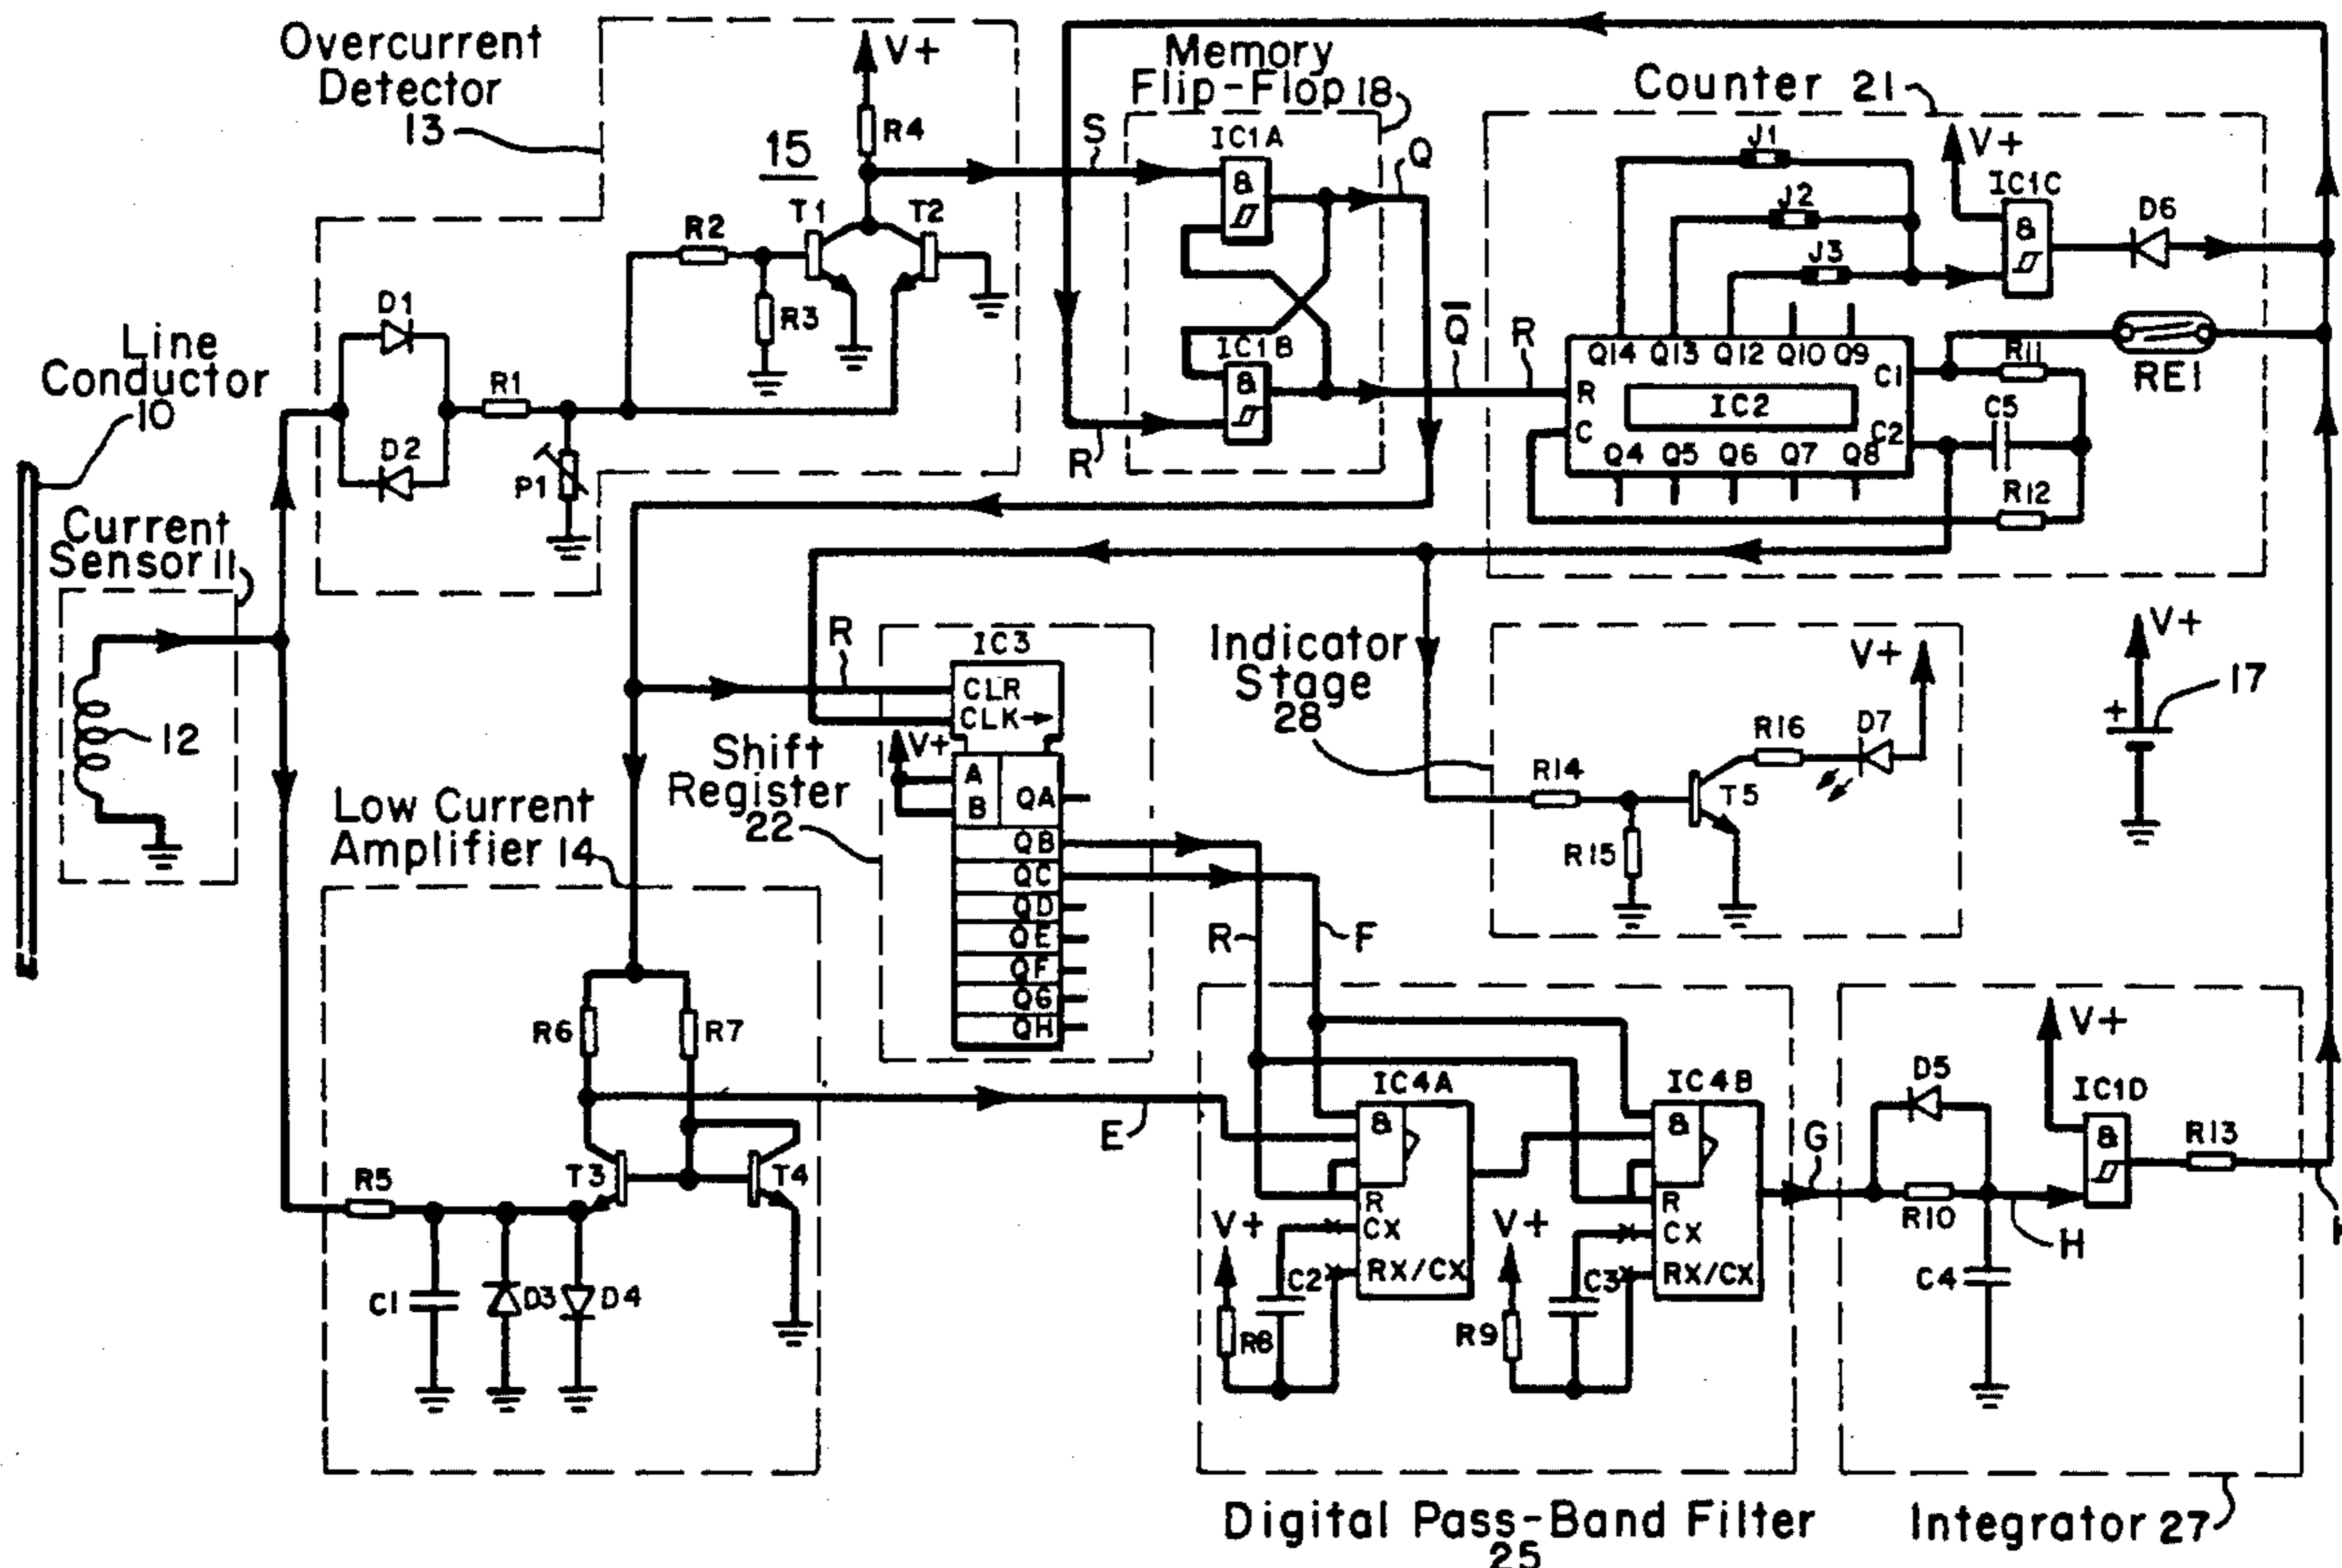 Overcurrent
Detector
13
V+
R4
15
S
T1
T2
R2
R3
D1
D2
R1
P1
Line
Conductor
10
Current
Sensor 11
12
Memory
Flip-Flop 18
IC1A
&
Q
IC1B
&
R
Q̅
R
Counter 21
J1
J2
J3
V+
IC1C
&
D6
Q14 Q13 Q12 Q10 Q9
R
C
IC2
C1
C2
Q4 Q5 Q6 Q7 Q8
R11
RE1
C5
R12
R
IC3
CLR
CLK
V+
A
B
QA
QB
QC
QD
QE
QF
QG
QH
Shift
Register
22
Indicator
Stage
28
V+
R14
R15
R16
D7
T5
V+
+
17
Low Current
Amplifier 14
R6
R7
T3
T4
R5
C1
D3
D4
E
R
F
IC4A
&
R
CX
RX/CX
V+
R8
C2
IC4B
&
R
CX
RX/CX
V+
R9
C3
G
D5
R10
H
C4
V+
IC1D
&
R13
Digital Pass-Band Filter
25
Integrator 27